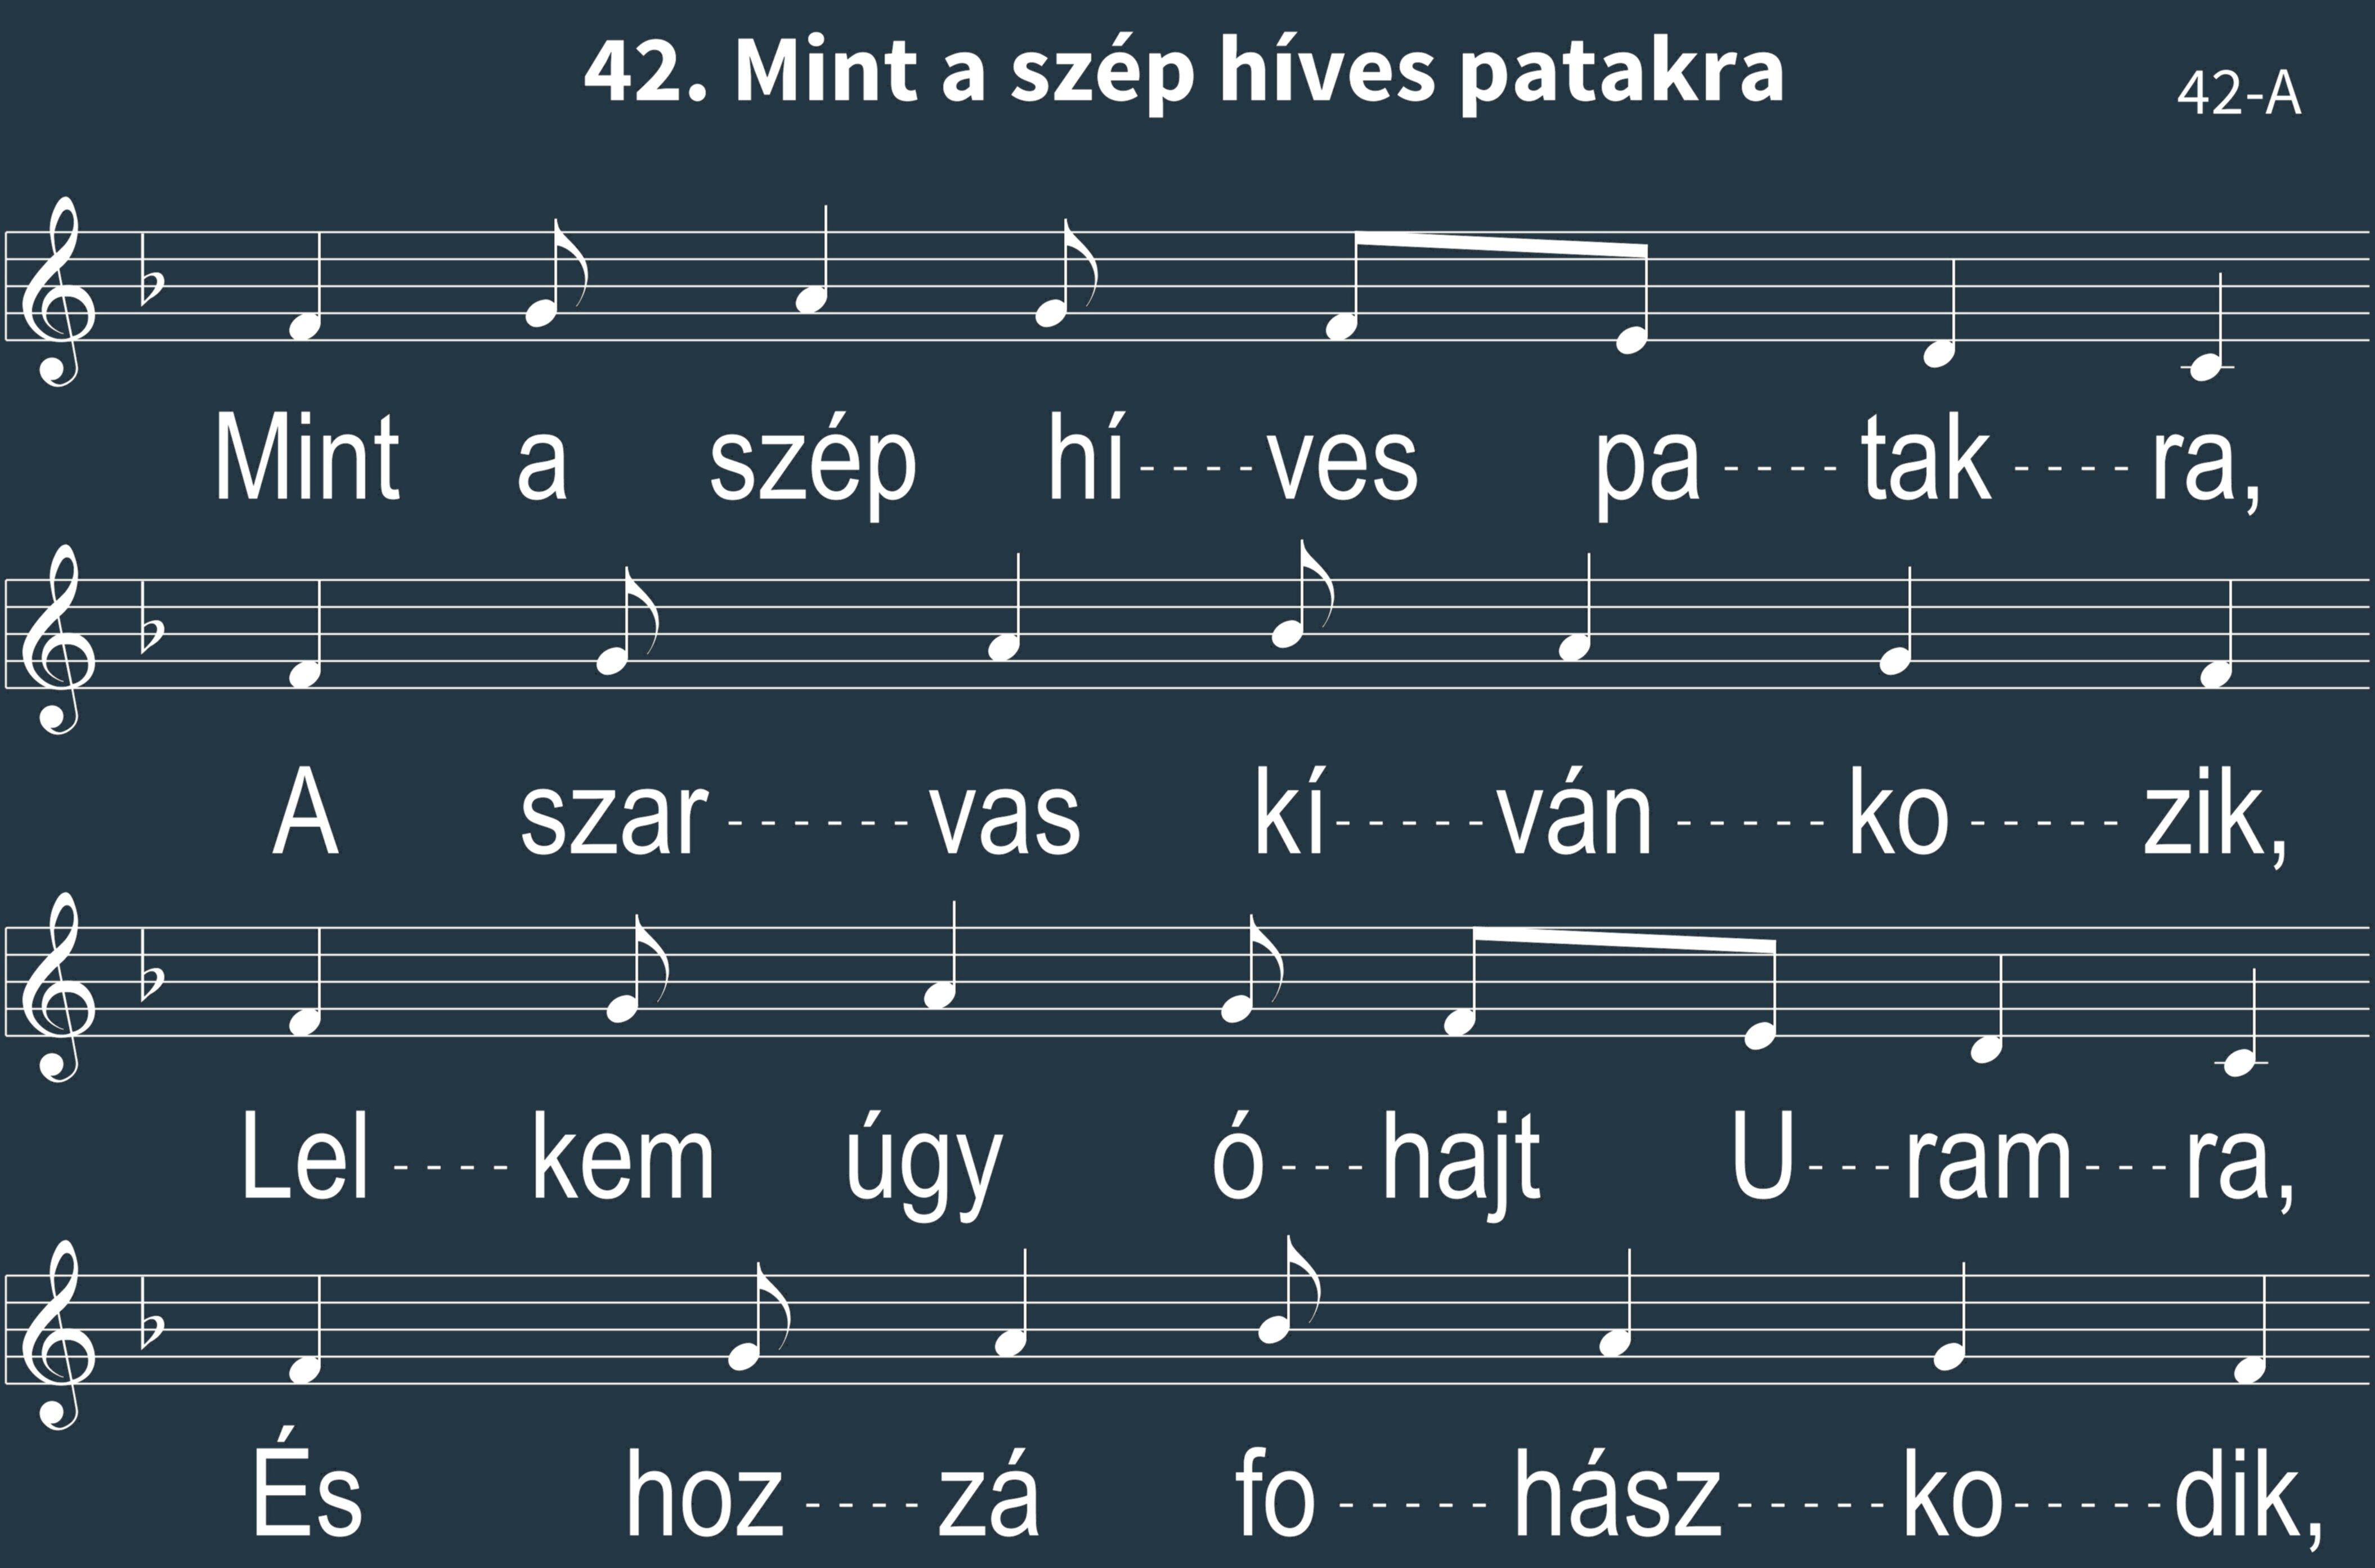 42. Mint a szép híves patakra
42-A
Mint a szép hí----ves pa----tak----ra,
A szar------vas kí-----ván-----ko-----zik,
Lel----kem úgy ó---hajt U---ram---ra,
És hoz----zá fo-----hász-----ko-----dik,